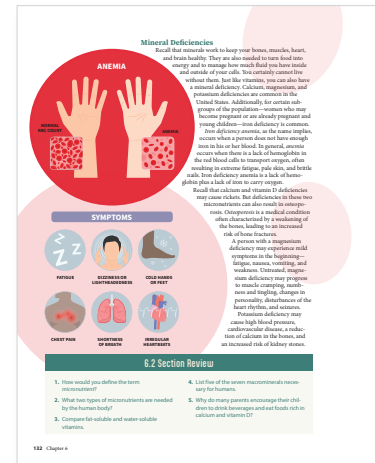 Mineral Deficiencies
Recall that minerals work to keep your bones, muscles, heart,
and brain healthy. They are also needed to turn food into
energy and to manage how much fluid you have inside
and outside of your cells. You certainly cannot live
without them. Just like vitamins, you can also have
a mineral deficiency. Calcium, magnesium, and
potassium deficiencies are common in the
United States. Additionally, for certain sub-
groups of the population—women who may
become pregnant or are already pregnant and
young children—iron deficiency is common.
Iron deficiency anemia, as the name implies,
occurs when a person does not have enough
iron in his or her blood. In general, anemia
occurs when there is a lack of hemoglobin in
the red blood cells to transport oxygen, often
resulting in extreme fatigue, pale skin, and brittle
nails. Iron deficiency anemia is a lack of hemo-
globin plus a lack of iron to carry oxygen.
Recall that calcium and vitamin D deficiencies
may cause rickets. But deficiencies in these two
micronutrients can also result in osteopo-
rosis. Osteoporosis is a medical condition
often characterized by a weakening of
the bones, leading to an increased
risk of bone fractures.
A person with a magnesium
deficiency may experience mild
symptoms in the beginning—
fatigue, nausea, vomiting, and
weakness. Untreated, magne-
sium deficiency may progress
to muscle cramping, numb-
ness and tingling, changes in
personality, disturbances of the
heart rhythm, and seizures.
Potassium deficiency may
cause high blood pressure,
cardiovascular disease, a reduc-
tion of calcium in the bones, and
an increased risk of kidney stones.
ANEMIA
NORMAL
RBC COUNT
ANEMIA
SYMPTOMS
Z Z Z
FATIGUE
DIZZINESS OR
LIGHTHEADEDNESS
COLD HANDS
OR FEET
CHEST PAIN
SHORTNESS
OF BREATH
IRREGULAR
HEARTBEATS
6.2 Section Review
1. How would you define the term
micronutrient?
2. What two types of micronutrients are needed
by the human body?
3. Compare fat-soluble and water-soluble
vitamins.
4. List five of the seven macrominerals neces-
sary for humans.
5. Why do many parents encourage their chil-
dren to drink beverages and eat foods rich in
calcium and vitamin D?
132 Chapter 6